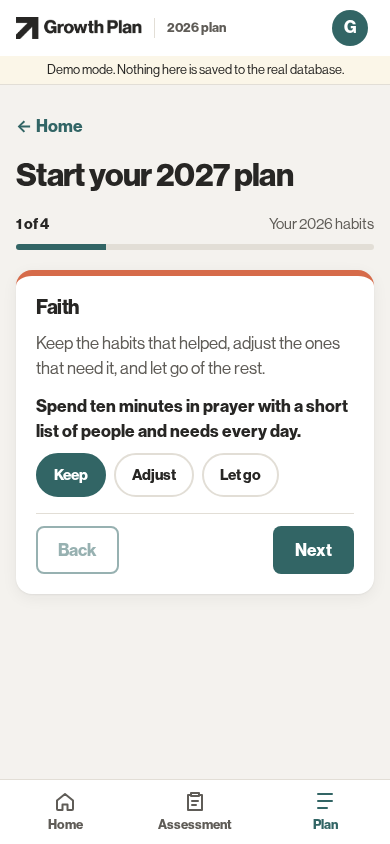 Growth Plan
2026 plan
G
Demo mode. Nothing here is saved to the real database.
← Home
Start your 2027 plan
1 of 4
Your 2026 habits
Faith
Keep the habits that helped, adjust the ones
that need it, and let go of the rest.
Spend ten minutes in prayer with a short
list of people and needs every day.
Keep
Adjust
Let go
Back
Next
Home
Assessment
Plan